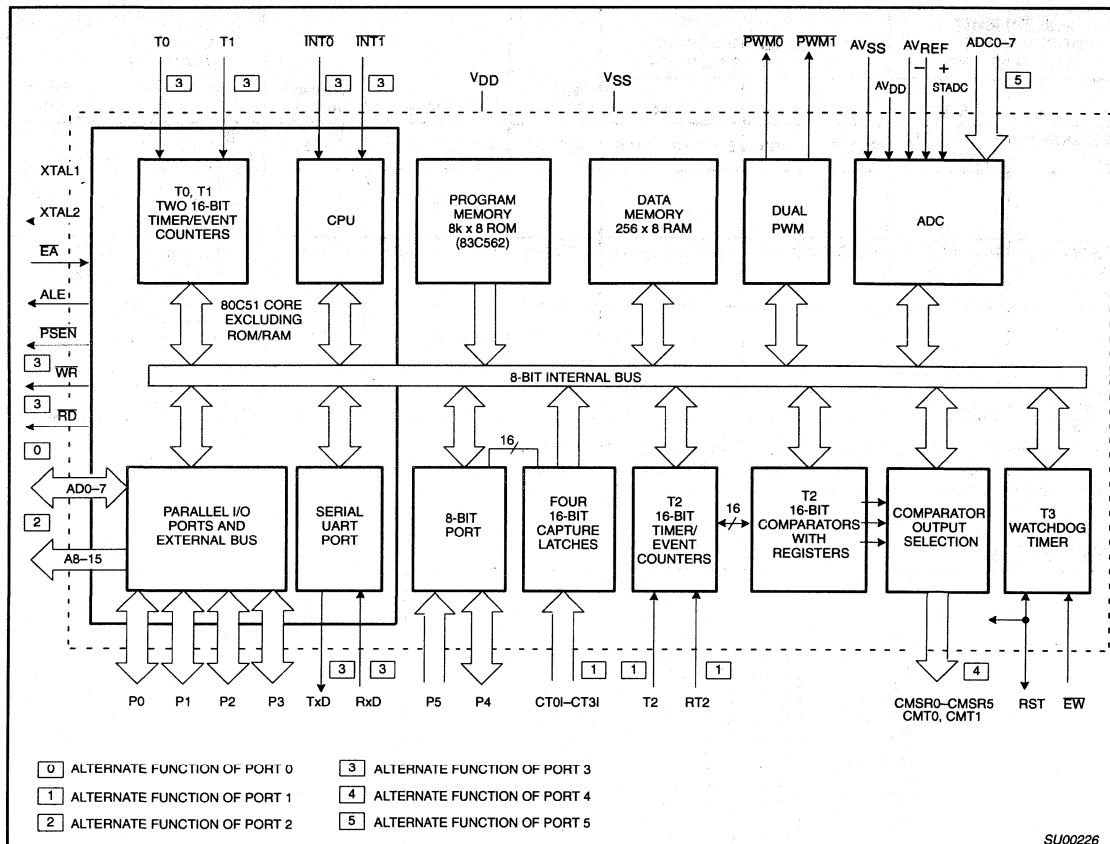 T0 T1 INT0 INT1 PWM0 PWM1 AVSS AVREF ADC0–7
3 3 3 3 VDD VSS – + 5
AVDD STADC
XTAL1
XTAL2
EA
ALE
PSEN
3
WR
3
RD
0
AD0–7
2
A8–15
T0, T1
TWO 16-BIT
TIMER/EVENT
COUNTERS
CPU
PROGRAM
MEMORY
8k x 8 ROM
(83C562)
DATA
MEMORY
256 x 8 RAM
DUAL
PWM
ADC
80C51 CORE
EXCLUDING
ROM/RAM
8-BIT INTERNAL BUS
PARALLEL I/O
PORTS AND
EXTERNAL BUS
SERIAL
UART
PORT
8-BIT
PORT
16
FOUR
16-BIT
CAPTURE
LATCHES
T2
16-BIT
TIMER/
EVENT
COUNTERS
16
T2
16-BIT
COMPARATORS
WITH
REGISTERS
COMPARATOR
OUTPUT
SELECTION
T3
WATCHDOG
TIMER
3 3 1 1 1 4
P0 P1 P2 P3 TxD RxD P5 P4 CT0I–CT3I T2 RT2 CMSR0–CMSR5 RST EW
CMT0, CMT1
0 ALTERNATE FUNCTION OF PORT 0
1 ALTERNATE FUNCTION OF PORT 1
2 ALTERNATE FUNCTION OF PORT 2
3 ALTERNATE FUNCTION OF PORT 3
4 ALTERNATE FUNCTION OF PORT 4
5 ALTERNATE FUNCTION OF PORT 5
SU00226